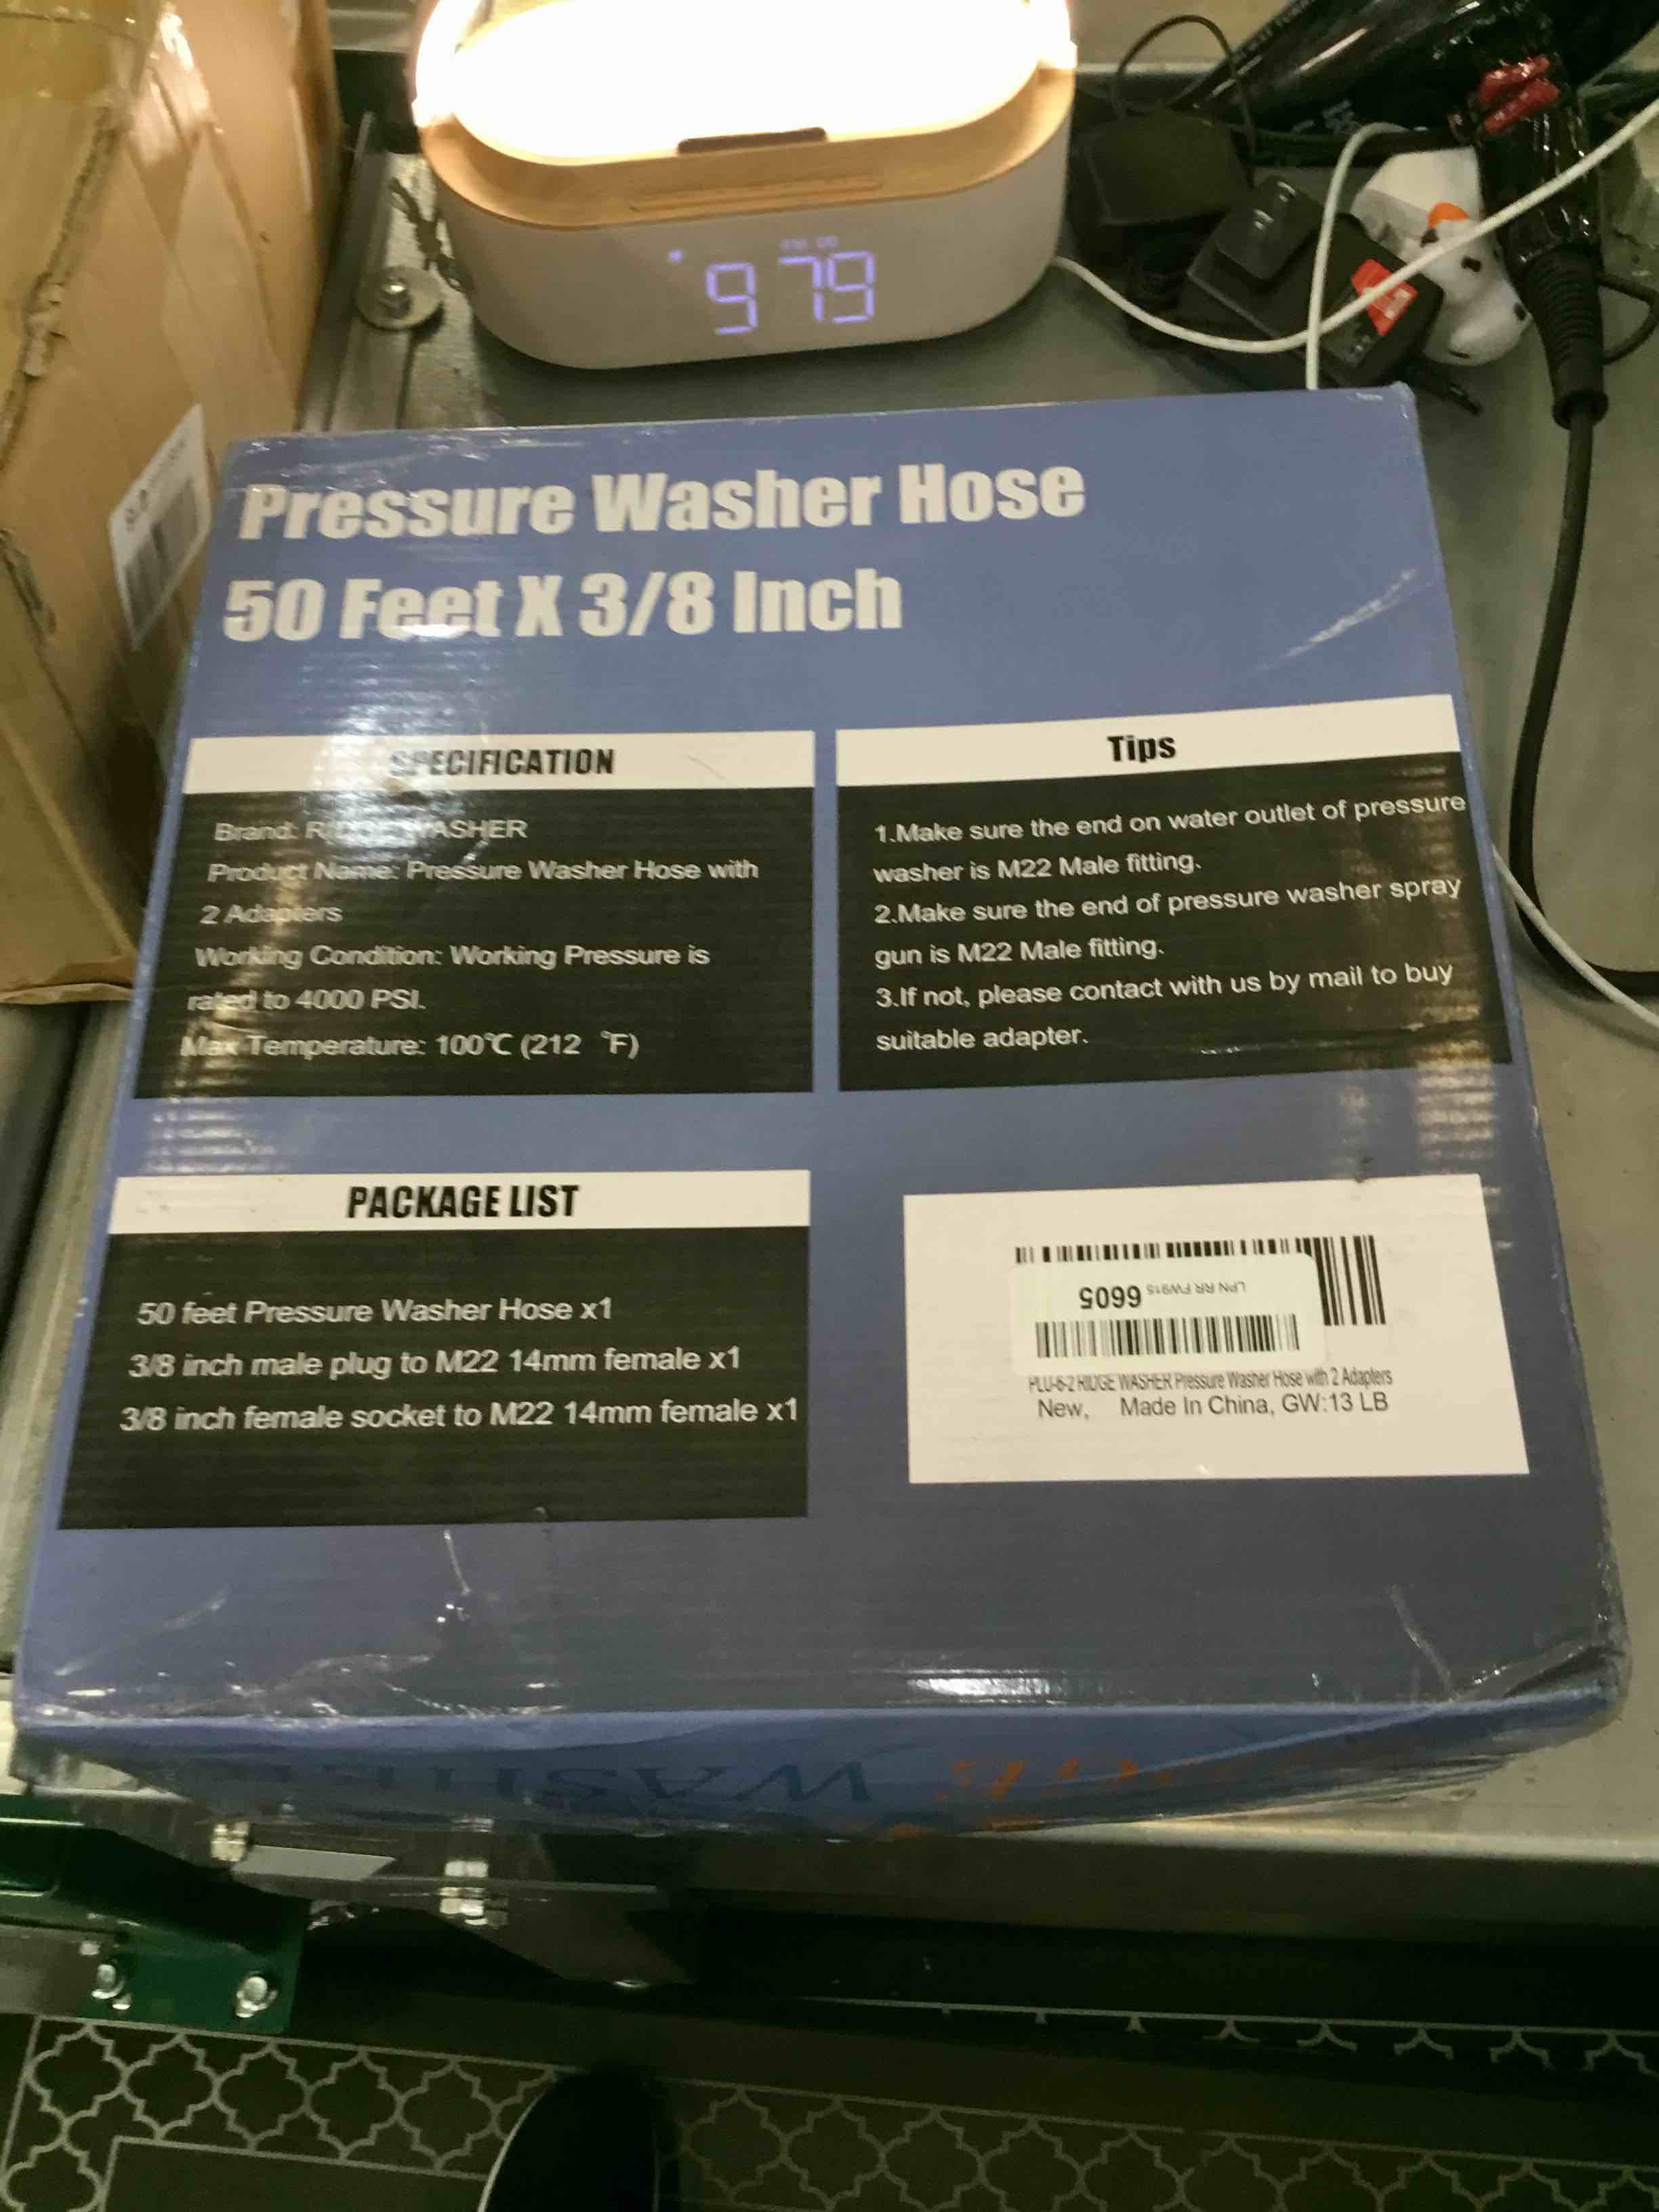 9 79
Pressure Washer Hose
50 Feet X 3/8 Inch
SPECIFICATION
Brand: RIDGE WASHER
Product Name: Pressure Washer Hose with
2 Adapters
Working Condition: Working Pressure is
rated to 4000 PSI.
Max Temperature: 100℃ (212 ℉)
Tips
1.Make sure the end on water outlet of pressure
washer is M22 Male fitting.
2.Make sure the end of pressure washer spray
gun is M22 Male fitting.
3.If not, please contact with us by mail to buy
suitable adapter.
PACKAGE LIST
50 feet Pressure Washer Hose x1
3/8 inch male plug to M22 14mm female x1
3/8 inch female socket to M22 14mm female x1
LPN RR FW915 6605
PLU-6-2 RIDGE WASHER Pressure Washer Hose with 2 Adapters
New, Made In China, GW:13 LB
WASHER